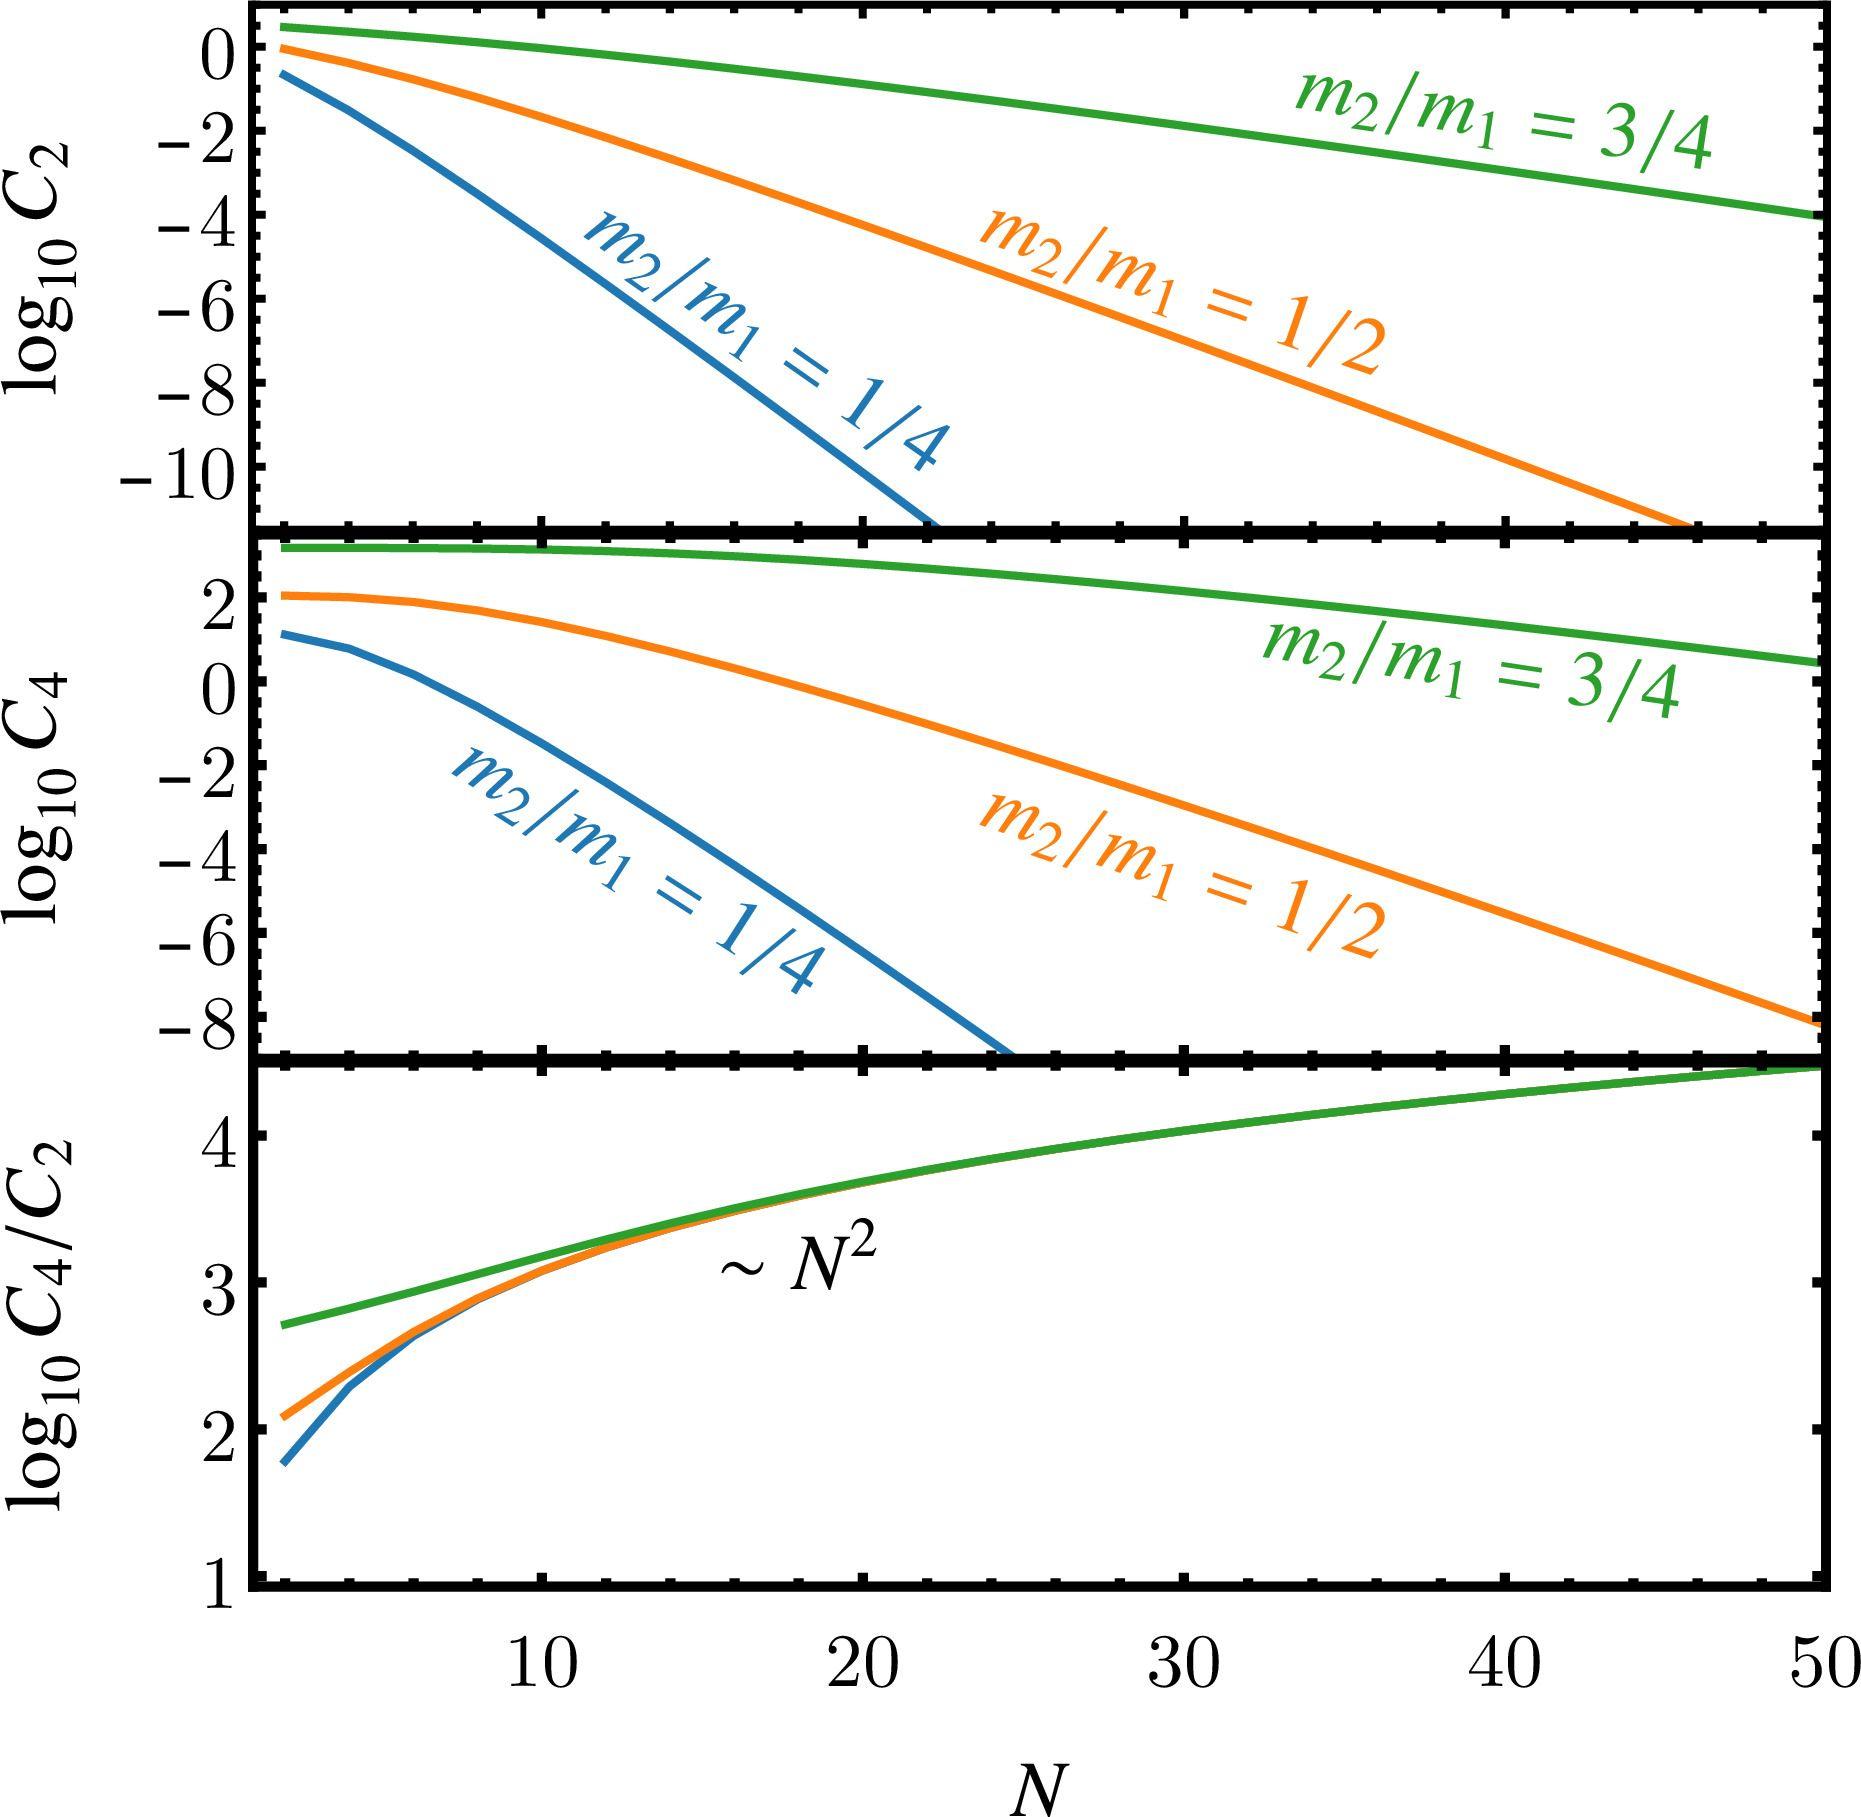 log₁₀ C₂
0
−2
−4
−6
−8
−10
m₂/m₁ = 3/4
m₂/m₁ = 1/2
m₂/m₁ = 1/4
log₁₀ C₄
2
0
−2
−4
−6
−8
m₂/m₁ = 3/4
m₂/m₁ = 1/2
m₂/m₁ = 1/4
log₁₀ C₄/C₂
4
3
2
1
~ N²
10 20 30 40 50
N